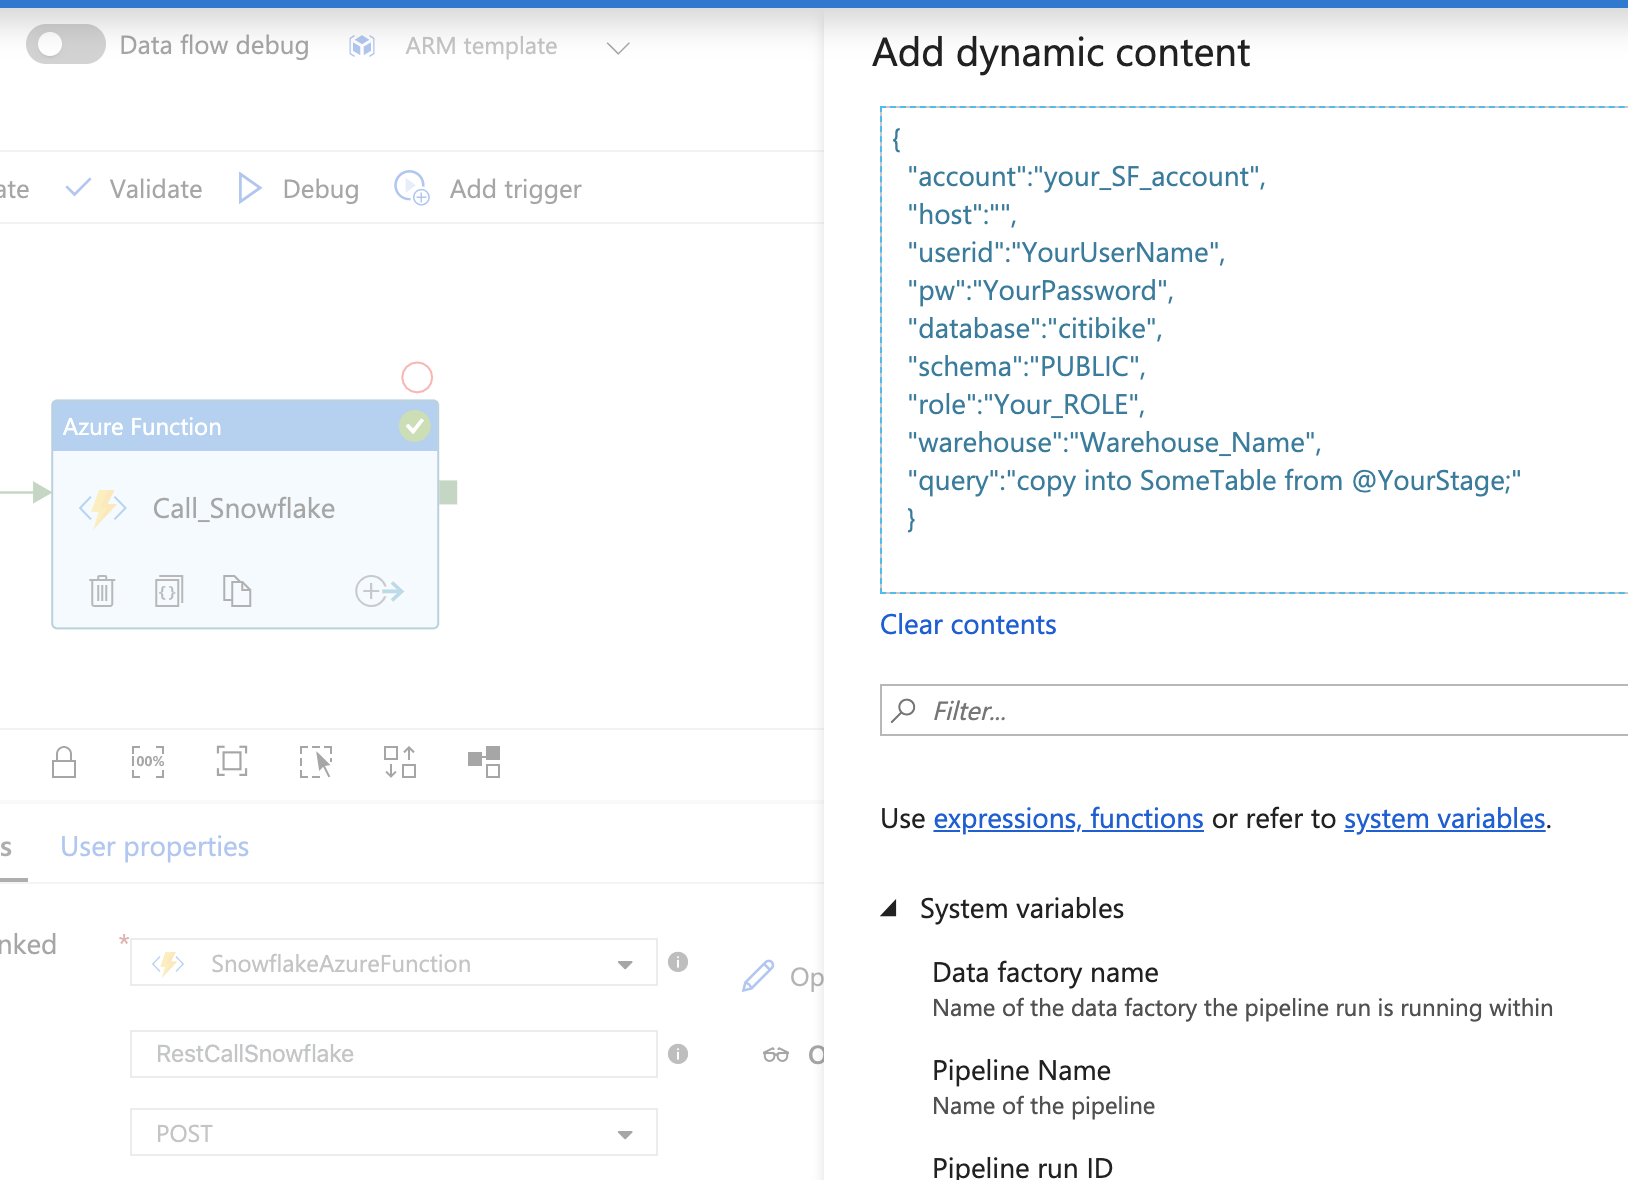 Data flow debug
ARM template
ate
Validate
Debug
Add trigger
Azure Function
Call_Snowflake
100%
s
User properties
nked
*
SnowflakeAzureFunction
Op
RestCallSnowflake
O
POST
Add dynamic content
{
"account":"your_SF_account",
"host":"",
"userid":"YourUserName",
"pw":"YourPassword",
"database":"citibike",
"schema":"PUBLIC",
"role":"Your_ROLE",
"warehouse":"Warehouse_Name",
"query":"copy into SomeTable from @YourStage;"
}
Clear contents
Filter...
Use expressions, functions or refer to system variables.
System variables
Data factory name
Name of the data factory the pipeline run is running within
Pipeline Name
Name of the pipeline
Pipeline run ID